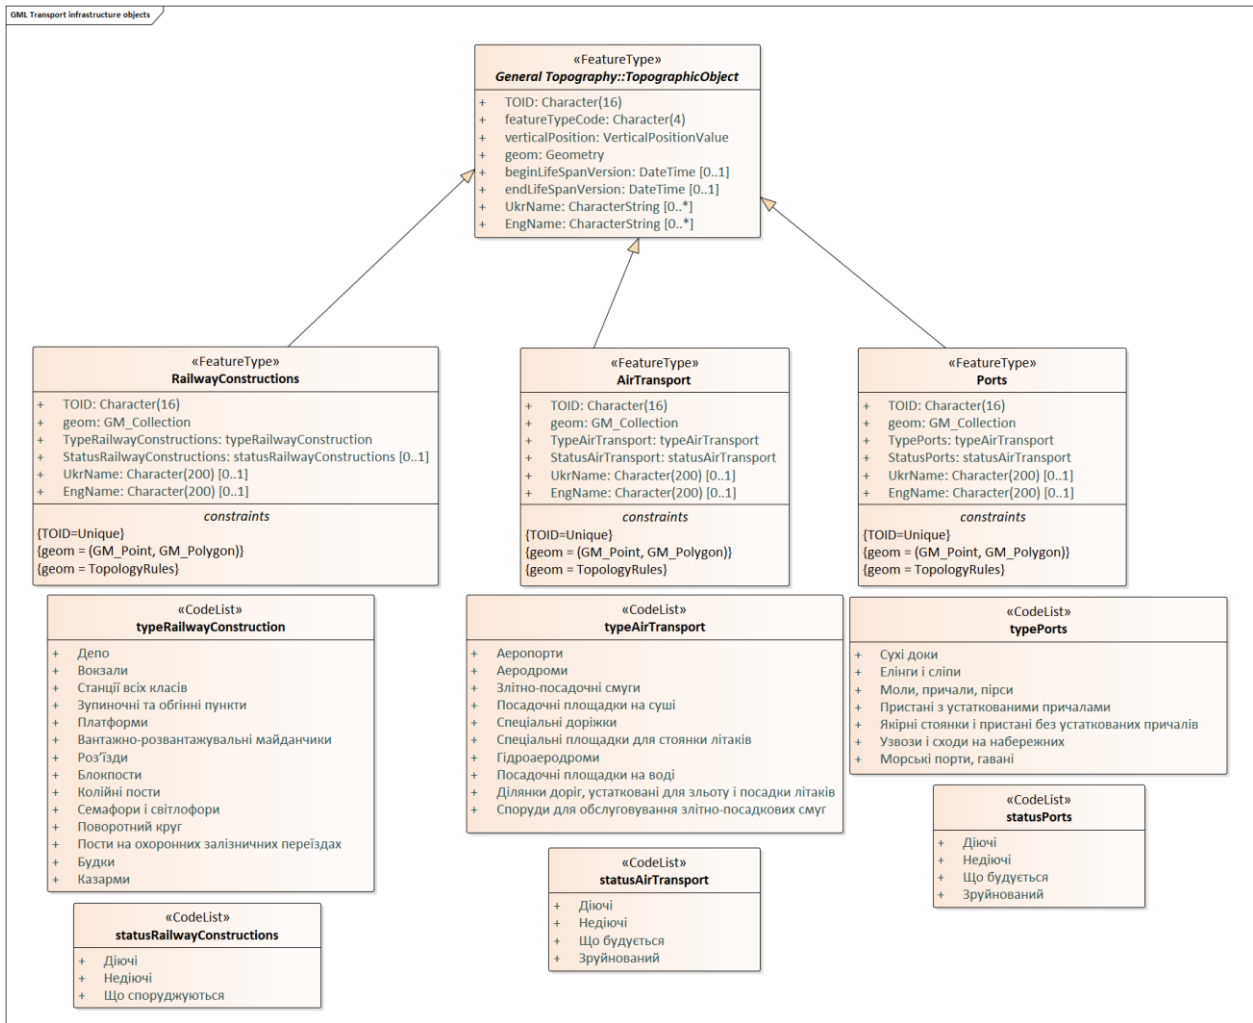 GML Transport infrastructure objects
«FeatureType»
General Topography::TopographicObject
+ TOID: Character(16)
+ featureTypeCode: Character(4)
+ verticalPosition: VerticalPositionValue
+ geom: Geometry
+ beginLifeSpanVersion: DateTime [0..1]
+ endLifeSpanVersion: DateTime [0..1]
+ UkrName: CharacterString [0..*]
+ EngName: CharacterString [0..*]
«FeatureType»
RailwayConstructions
+ TOID: Character(16)
+ geom: GM_Collection
+ TypeRailwayConstructions: typeRailwayConstruction
+ StatusRailwayConstructions: statusRailwayConstructions [0..1]
+ UkrName: Character(200) [0..1]
+ EngName: Character(200) [0..1]
constraints
{TOID=Unique}
{geom = (GM_Point, GM_Polygon)}
{geom = TopologyRules}
«FeatureType»
AirTransport
+ TOID: Character(16)
+ geom: GM_Collection
+ TypeAirTransport: typeAirTransport
+ StatusAirTransport: statusAirTransport
+ UkrName: Character(200) [0..1]
+ EngName: Character(200) [0..1]
constraints
{TOID=Unique}
{geom = (GM_Point, GM_Polygon)}
{geom = TopologyRules}
«FeatureType»
Ports
+ TOID: Character(16)
+ geom: GM_Collection
+ TypePorts: typeAirTransport
+ StatusPorts: statusAirTransport
+ UkrName: Character(200) [0..1]
+ EngName: Character(200) [0..1]
constraints
{TOID=Unique}
{geom = (GM_Point, GM_Polygon)}
{geom = TopologyRules}
«CodeList»
typeRailwayConstruction
+ Депо
+ Вокзали
+ Станції всіх класів
+ Зупиночні та обгінні пункти
+ Платформи
+ Вантажно-розвантажувальні майданчики
+ Роз'їзди
+ Блокпости
+ Колійні пости
+ Семафори і світлофори
+ Поворотний круг
+ Пости на охоронних залізничних переїздах
+ Будки
+ Казарми
«CodeList»
typeAirTransport
+ Аеропорти
+ Аеродроми
+ Злітно-посадочні смуги
+ Посадочні площадки на суші
+ Спеціальні доріжки
+ Спеціальні площадки для стоянки літаків
+ Гідроаеродроми
+ Посадочні площадки на воді
+ Ділянки доріг, устатковані для зльоту і посадки літаків
+ Споруди для обслуговування злітно-посадкових смуг
«CodeList»
typePorts
+ Сухі доки
+ Елінги і сліпи
+ Моли, причали, пірси
+ Пристані з устаткованими причалами
+ Якірні стоянки і пристані без устаткованих причалів
+ Узвози і сходи на набережних
+ Морські порти, гавані
«CodeList»
statusRailwayConstructions
+ Діючі
+ Недіючі
+ Що споруджуються
«CodeList»
statusAirTransport
+ Діючі
+ Недіючі
+ Що будується
+ Зруйнований
«CodeList»
statusPorts
+ Діючі
+ Недіючі
+ Що будується
+ Зруйнований